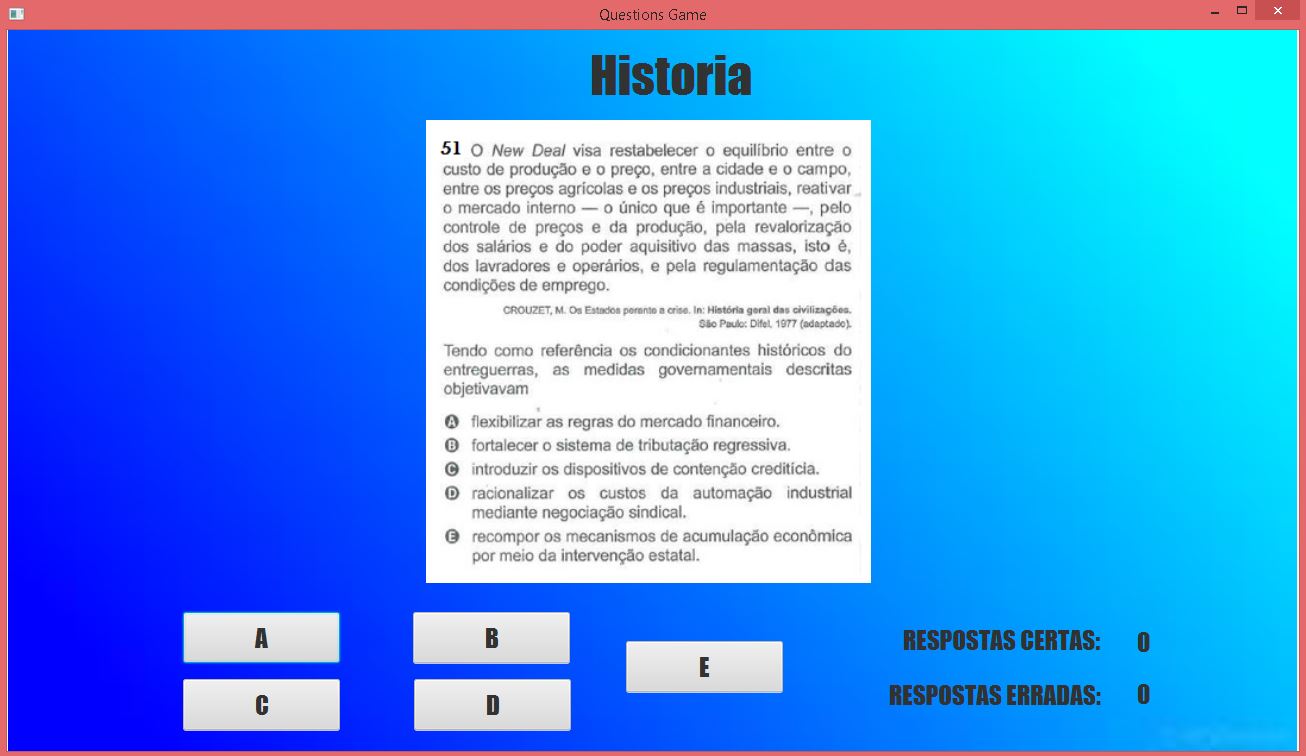 Questions Game
Historia
51 O New Deal visa restabelecer o equilíbrio entre o
custo de produção e o preço, entre a cidade e o campo,
entre os preços agrícolas e os preços industriais, reativar
o mercado interno — o único que é importante —, pelo
controle de preços e da produção, pela revalorização
dos salários e do poder aquisitivo das massas, isto é,
dos lavradores e operários, e pela regulamentação das
condições de emprego.
CROUZET, M. Os Estados perante a crise. In: História geral das civilizações.
São Paulo: Difel, 1977 (adaptado).
Tendo como referência os condicionantes históricos do
entreguerras, as medidas governamentais descritas
objetivavam
A flexibilizar as regras do mercado financeiro.
B fortalecer o sistema de tributação regressiva.
C introduzir os dispositivos de contenção creditícia.
D racionalizar os custos da automação industrial
mediante negociação sindical.
E recompor os mecanismos de acumulação econômica
por meio da intervenção estatal.
A
B
E
C
D
RESPOSTAS CERTAS: 0
RESPOSTAS ERRADAS: 0